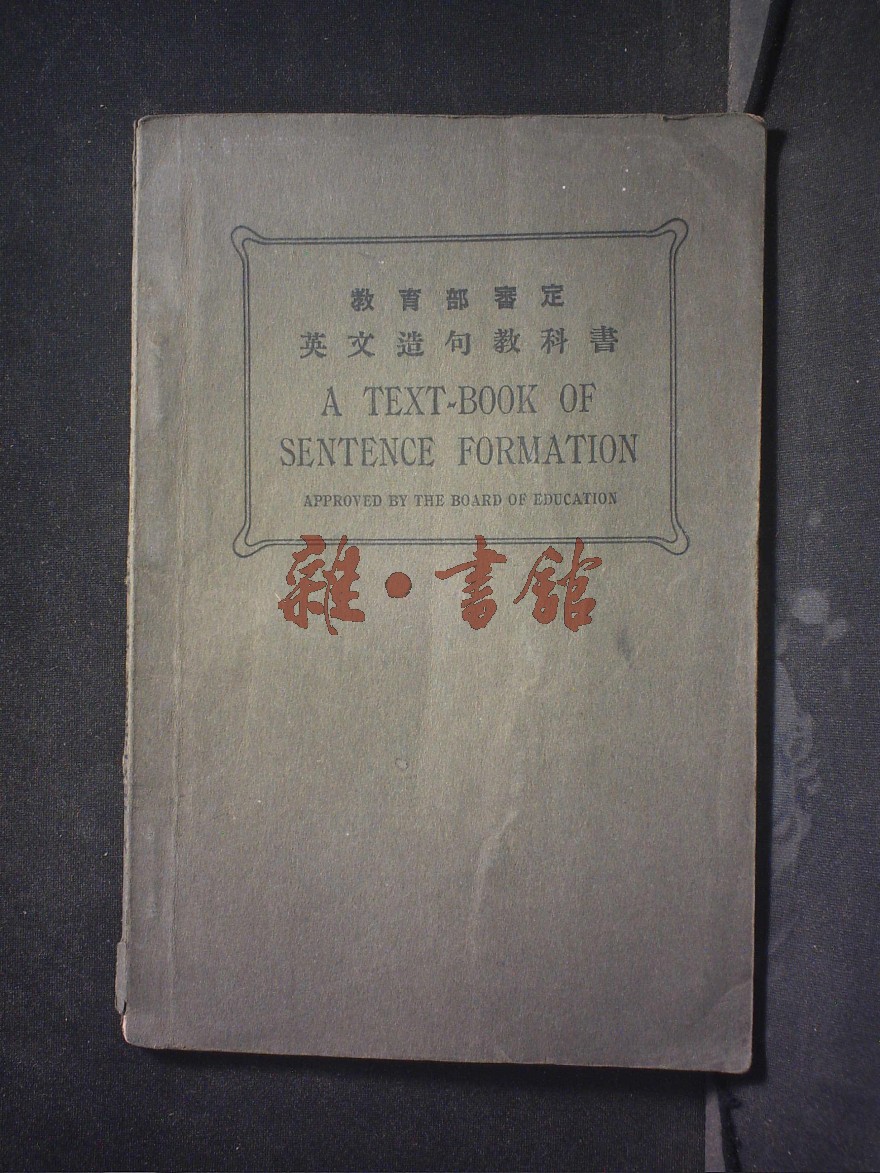 教育部審定
英文造句教科書
A TEXT-BOOK OF
SENTENCE FORMATION
APPROVED BY THE BOARD OF EDUCATION
雜•書館